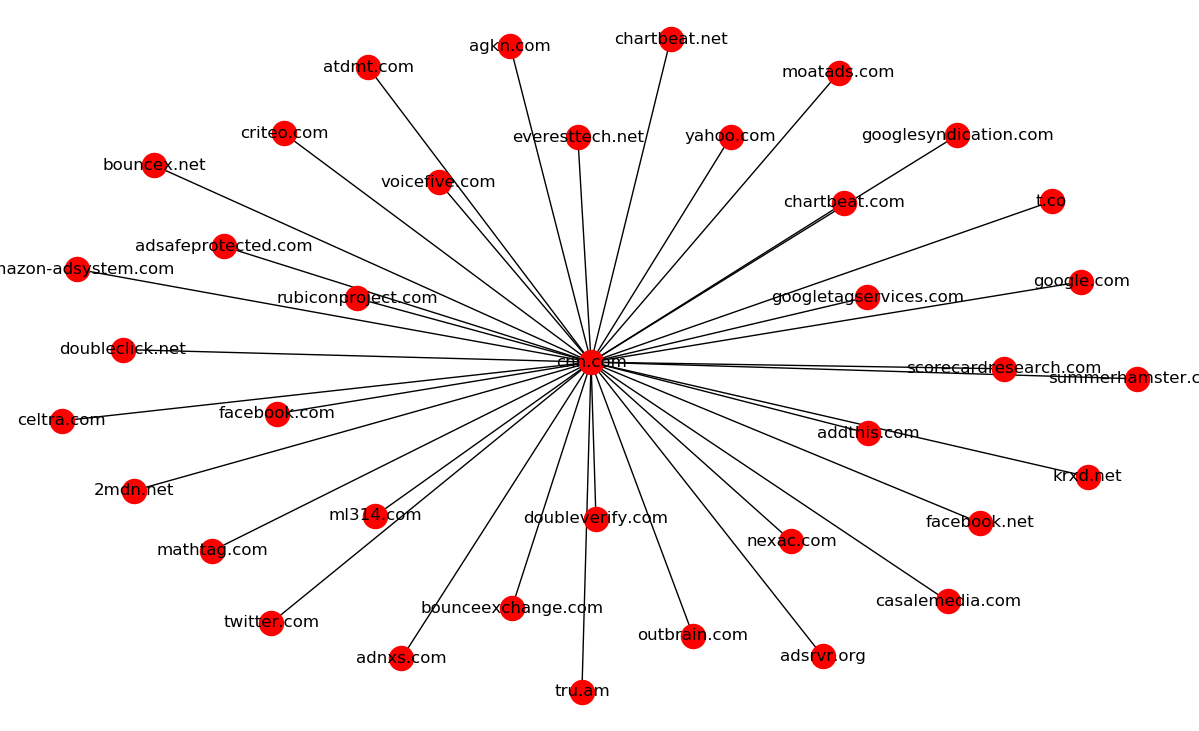 chartbeat.net
agkn.com
atdmt.com
moatads.com
criteo.com
everesttech.net
yahoo.com
googlesyndication.com
bouncex.net
voicefive.com
chartbeat.com
t.co
adsafeprotected.com
mazon-adsystem.com
google.com
rubiconproject.com
googletagservices.com
doubleclick.net
cnn.com
scorecardresearch.com
summerhamster.c
facebook.com
celtra.com
addthis.com
krxd.net
2mdn.net
ml314.com
doubleverify.com
facebook.net
mathtag.com
nexac.com
casalemedia.com
bounceexchange.com
twitter.com
outbrain.com
adnxs.com
adsrvr.org
tru.am